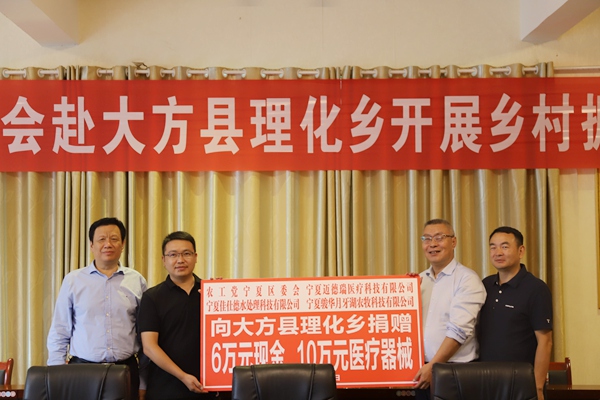 会赴大方县理化乡开展乡村振
农工党宁夏区委会 宁夏迈德瑞医疗科技有限公司
宁夏佳仕德水处理科技有限公司 宁夏骏华月牙湖农牧科技有限公司
向大方县理化乡捐赠
6万元现金 10万元医疗器械